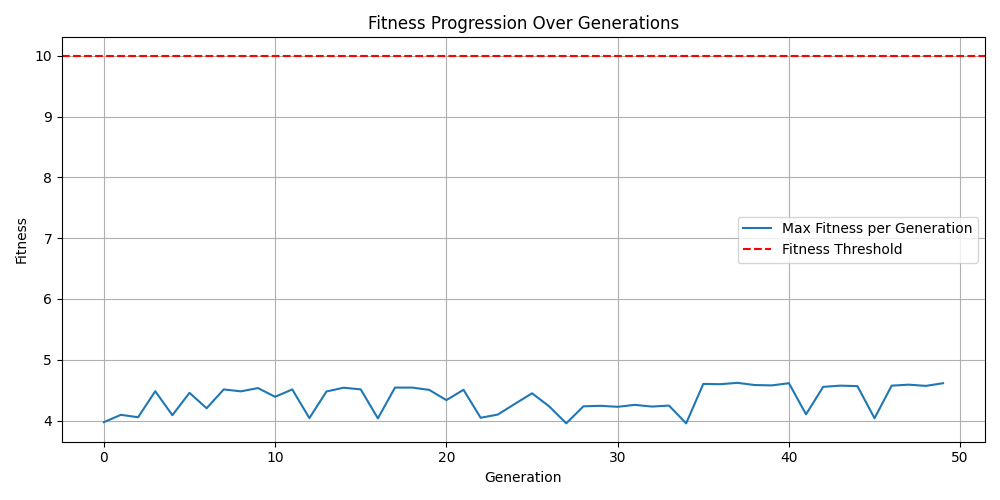 Fitness Progression Over Generations
10
9
8
7
6
5
4
Fitness
Max Fitness per Generation
Fitness Threshold
0
10
20
30
40
50
Generation